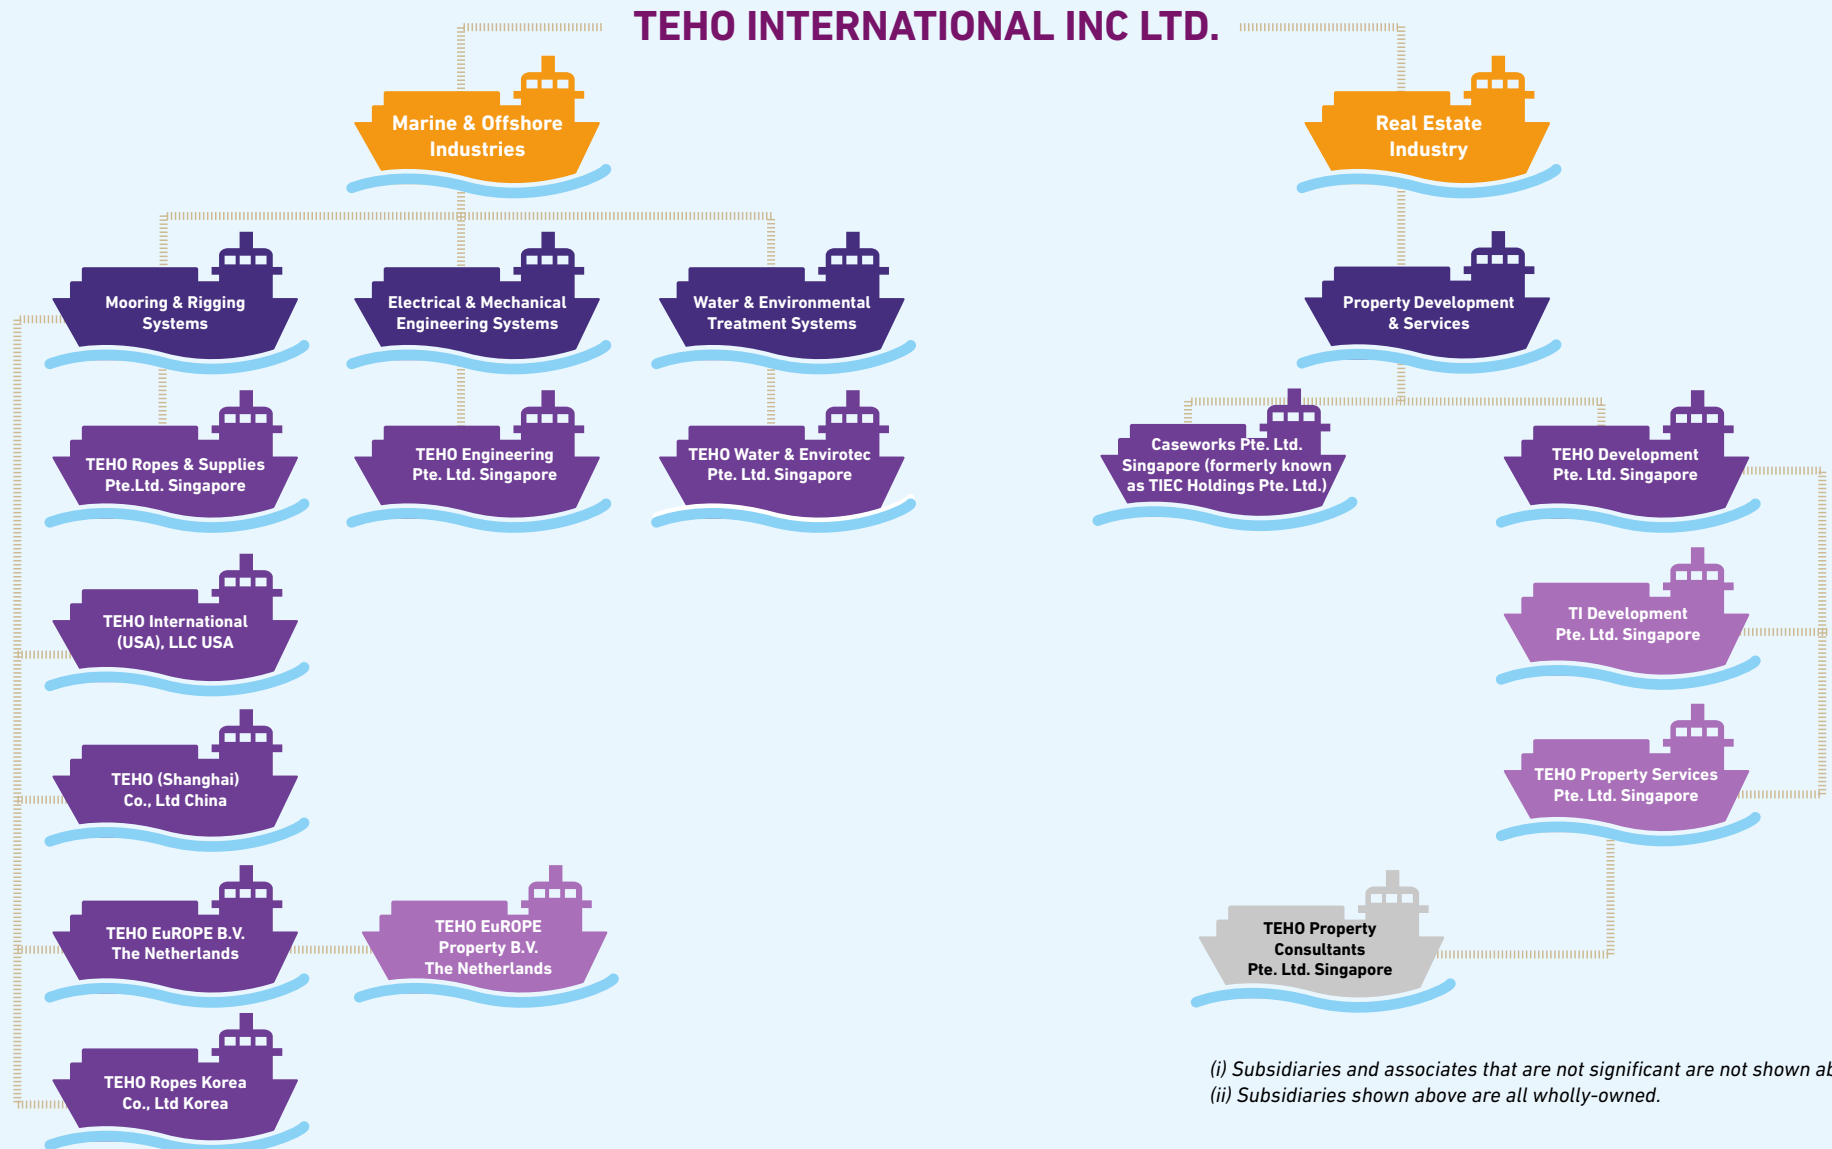 TEHO INTERNATIONAL INC LTD.
Marine & Offshore
Industries
Real Estate
Industry
Mooring & Rigging
Systems
Electrical & Mechanical
Engineering Systems
Water & Environmental
Treatment Systems
Property Development
& Services
TEHO Ropes & Supplies
Pte.Ltd. Singapore
TEHO Engineering
Pte. Ltd. Singapore
TEHO Water & Envirotec
Pte. Ltd. Singapore
Caseworks Pte. Ltd.
Singapore (formerly known
as TIEC Holdings Pte. Ltd.)
TEHO Development
Pte. Ltd. Singapore
TEHO International
(USA), LLC USA
TI Development
Pte. Ltd. Singapore
TEHO (Shanghai)
Co., Ltd China
TEHO Property Services
Pte. Ltd. Singapore
TEHO EuROPE B.V.
The Netherlands
TEHO EuROPE
Property B.V.
The Netherlands
TEHO Property
Consultants
Pte. Ltd. Singapore
TEHO Ropes Korea
Co., Ltd Korea
(i) Subsidiaries and associates that are not significant are not shown
(ii) Subsidiaries shown above are all wholly-owned.